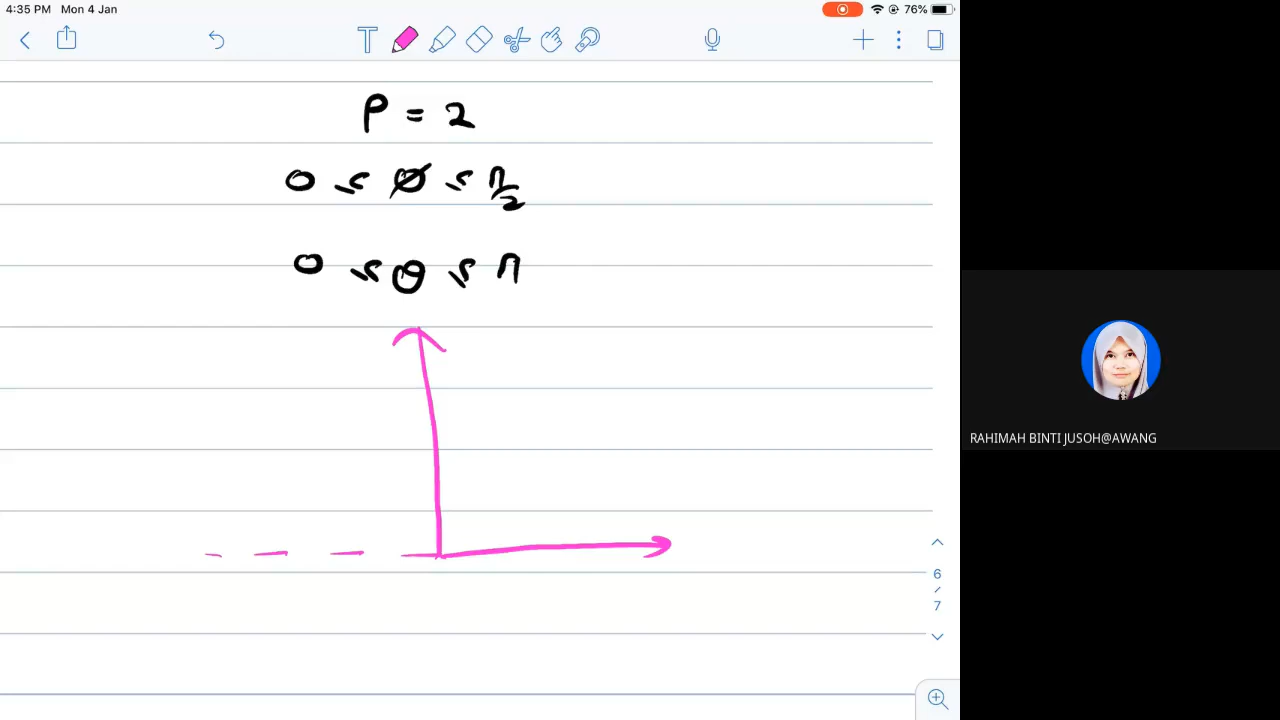 4:35 PM Mon 4 Jan
76%
ρ = 2
0 ≤ ø ≤ π/2
0 ≤ θ ≤ π
RAHIMAH BINTI JUSOH@AWANG
6
/
7